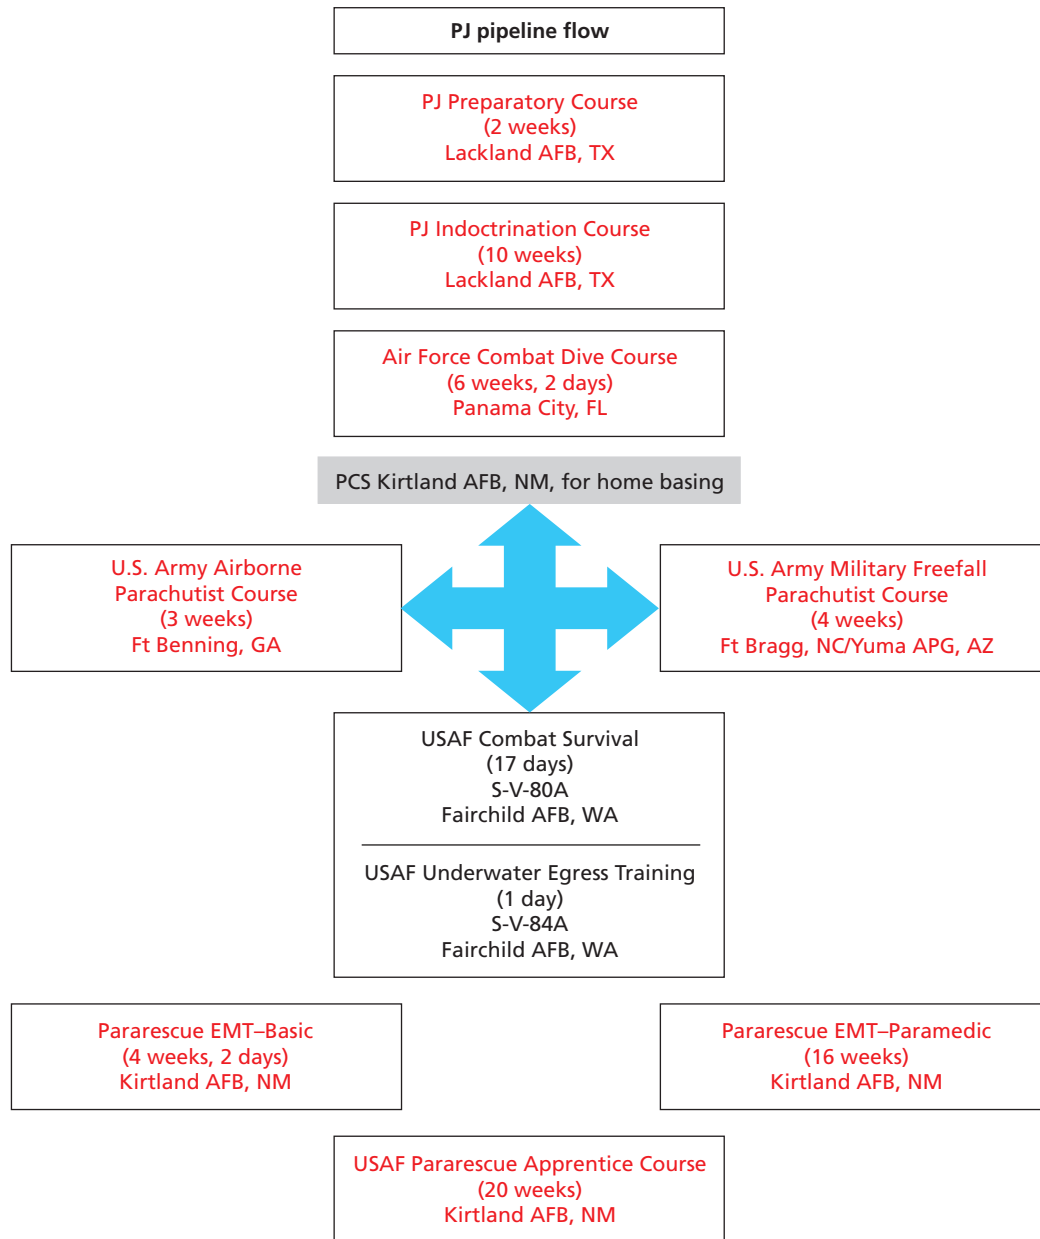 PJ pipeline flow
PJ Preparatory Course
(2 weeks)
Lackland AFB, TX
PJ Indoctrination Course
(10 weeks)
Lackland AFB, TX
Air Force Combat Dive Course
(6 weeks, 2 days)
Panama City, FL
PCS Kirtland AFB, NM, for home basing
U.S. Army Airborne
Parachutist Course
(3 weeks)
Ft Benning, GA
U.S. Army Military Freefall
Parachutist Course
(4 weeks)
Ft Bragg, NC/Yuma APG, AZ
USAF Combat Survival
(17 days)
S-V-80A
Fairchild AFB, WA
USAF Underwater Egress Training
(1 day)
S-V-84A
Fairchild AFB, WA
Pararescue EMT–Basic
(4 weeks, 2 days)
Kirtland AFB, NM
Pararescue EMT–Paramedic
(16 weeks)
Kirtland AFB, NM
USAF Pararescue Apprentice Course
(20 weeks)
Kirtland AFB, NM